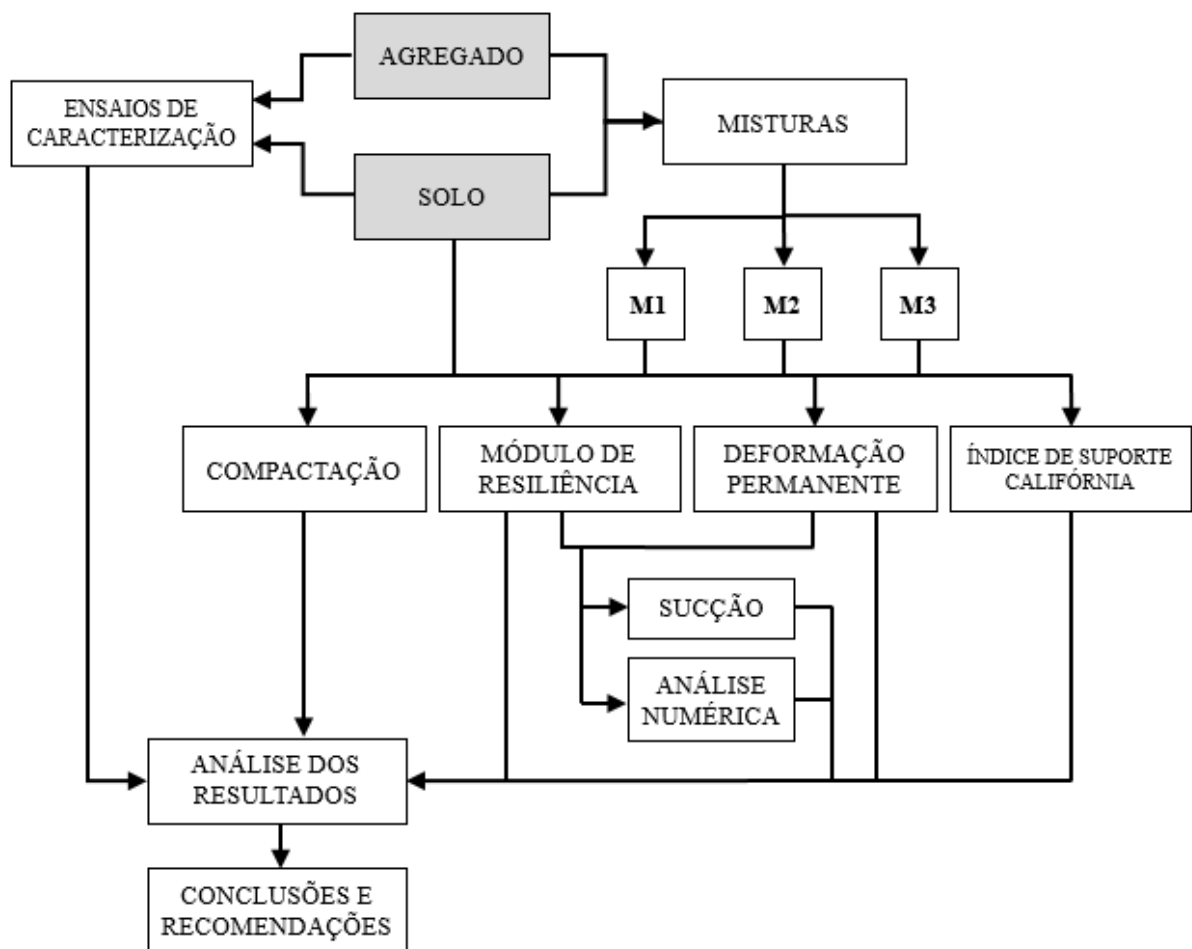 AGREGADO
ENSAIOS DE
CARACTERIZAÇÃO
MISTURAS
SOLO
M1
M2
M3
COMPACTAÇÃO
MÓDULO DE
RESILIÊNCIA
DEFORMAÇÃO
PERMANENTE
ÍNDICE DE SUPORTE
CALIFÓRNIA
SUCÇÃO
ANÁLISE
NUMÉRICA
ANÁLISE DOS
RESULTADOS
CONCLUSÕES E
RECOMENDAÇÕES